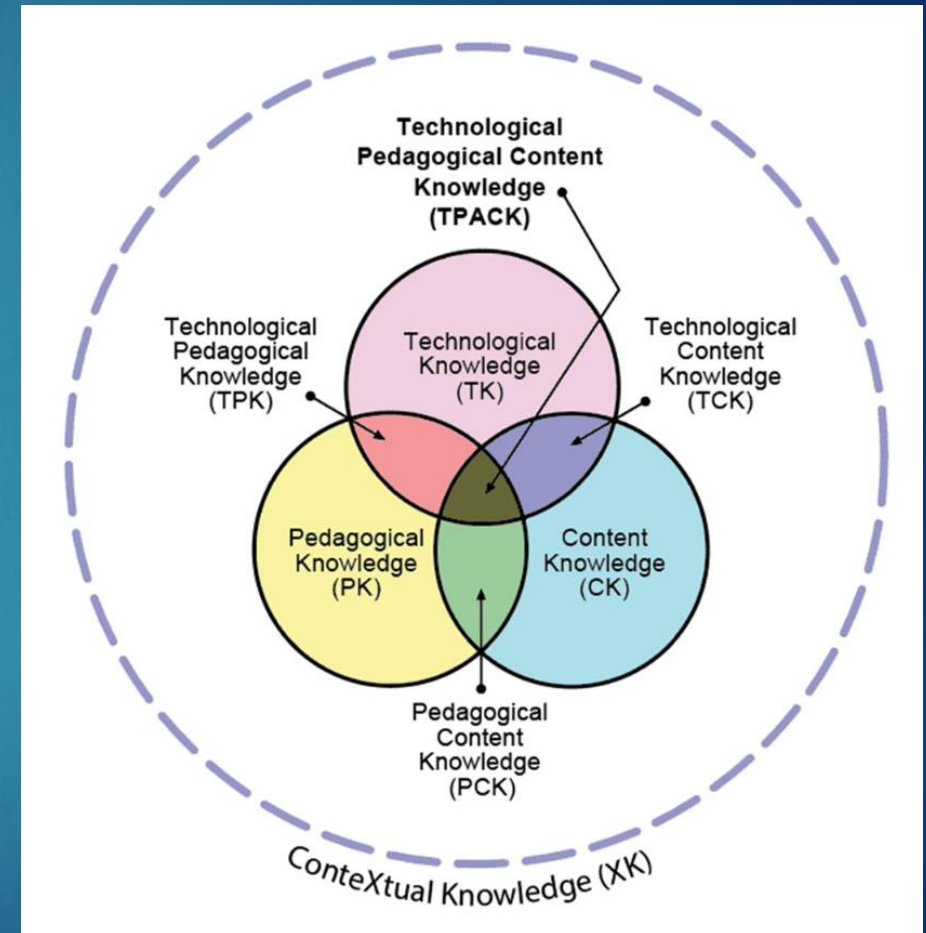 Technological
Pedagogical Content
Knowledge
(TPACK)
Technological
Pedagogical
Knowledge
(TPK)
Technological
Knowledge
(TK)
Technological
Content
Knowledge
(TCK)
Pedagogical
Knowledge
(PK)
Content
Knowledge
(CK)
Pedagogical
Content
Knowledge
(PCK)
ConteXtual Knowledge (XK)